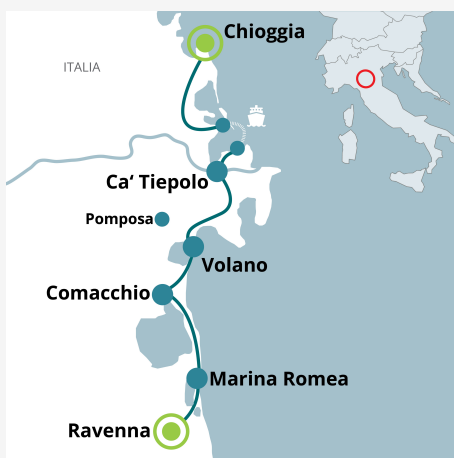 Chioggia
ITALIA
Ca‘ Tiepolo
Pomposa
Volano
Comacchio
Marina Romea
Ravenna